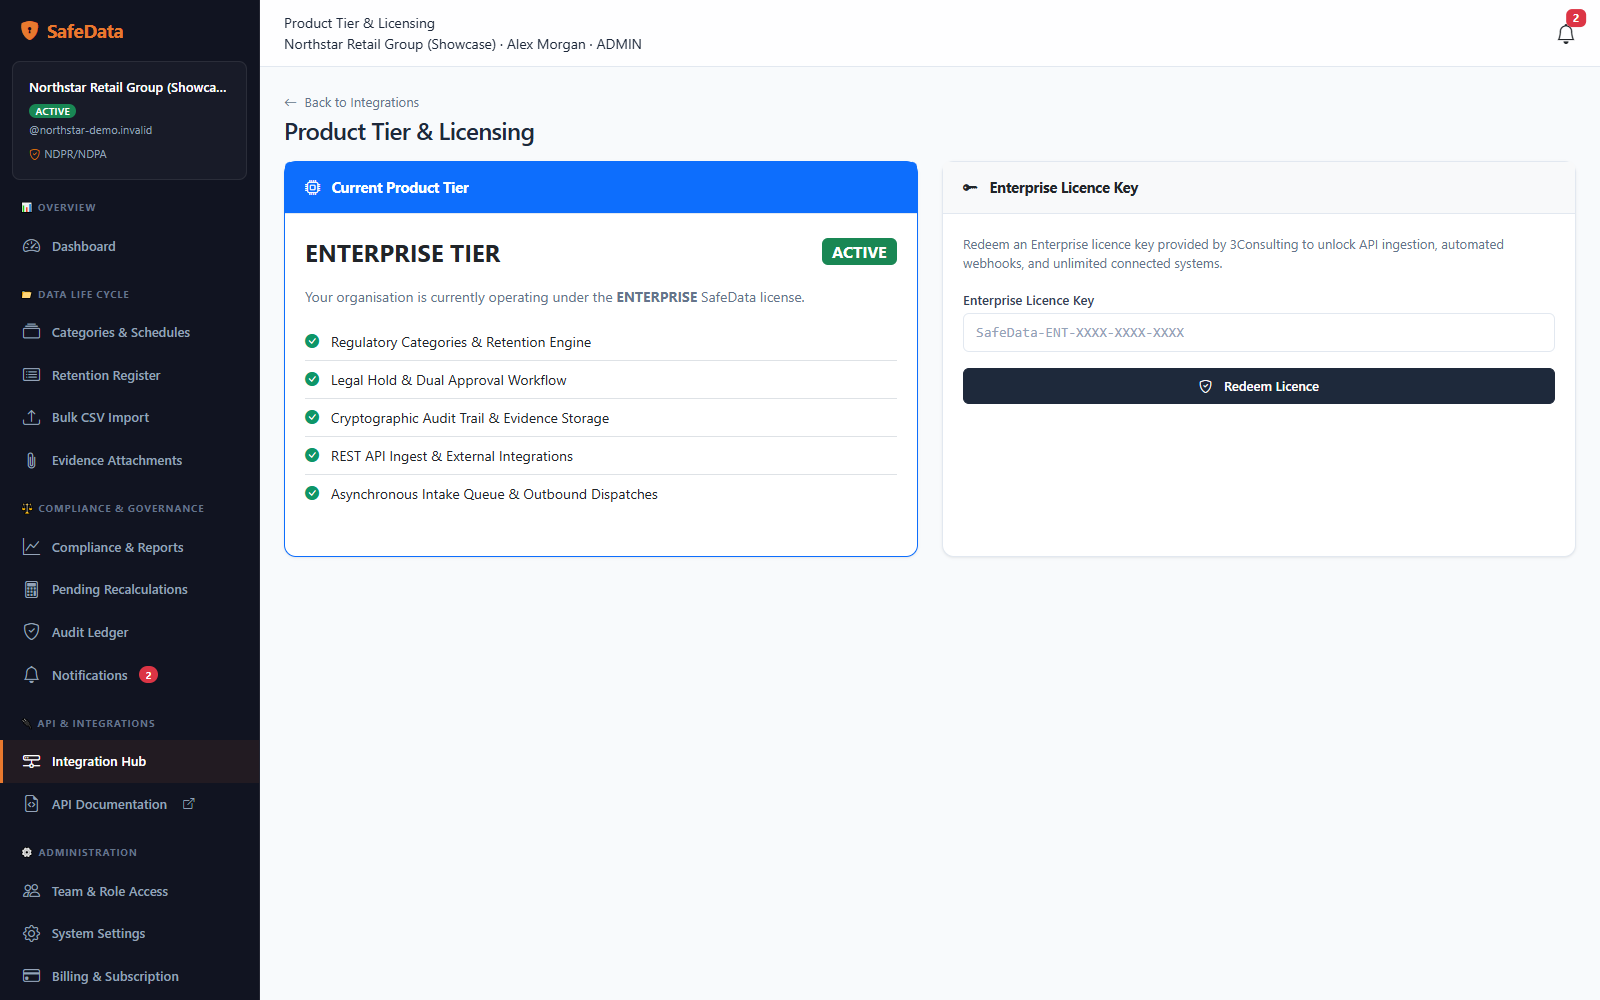 SafeData
Northstar Retail Group (Showca...
ACTIVE
@northstar-demo.invalid
NDPR/NDPA
OVERVIEW
Dashboard
DATA LIFE CYCLE
Categories & Schedules
Retention Register
Bulk CSV Import
Evidence Attachments
COMPLIANCE & GOVERNANCE
Compliance & Reports
Pending Recalculations
Audit Ledger
Notifications 2
API & INTEGRATIONS
Integration Hub
API Documentation
ADMINISTRATION
Team & Role Access
System Settings
Billing & Subscription
Product Tier & Licensing
Northstar Retail Group (Showcase) · Alex Morgan · ADMIN
2
← Back to Integrations
Product Tier & Licensing
Current Product Tier
ENTERPRISE TIER
ACTIVE
Your organisation is currently operating under the ENTERPRISE SafeData license.
Regulatory Categories & Retention Engine
Legal Hold & Dual Approval Workflow
Cryptographic Audit Trail & Evidence Storage
REST API Ingest & External Integrations
Asynchronous Intake Queue & Outbound Dispatches
Enterprise Licence Key
Redeem an Enterprise licence key provided by 3Consulting to unlock API ingestion, automated
webhooks, and unlimited connected systems.
Enterprise Licence Key
SafeData-ENT-XXXX-XXXX-XXXX
Redeem Licence